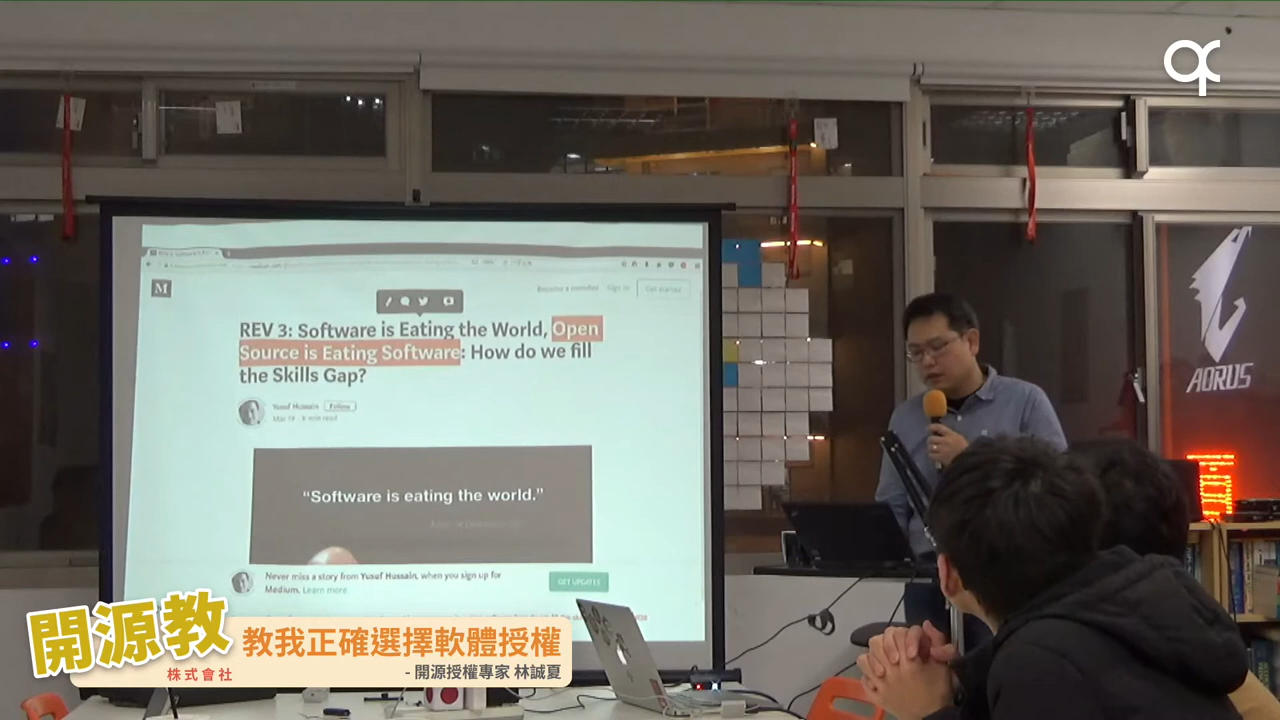 M
Become a member
Sign in
Get started
REV 3: Software is Eating the World, Open
Source is Eating Software: How do we fill
the Skills Gap?
Yusuf Hussain
Follow
“Software is eating the world.”
Never miss a story from Yusuf Hussain, when you sign up for
Medium. Learn more
GET UPDATES
AORUS
開源教
株式會社
教我正確選擇軟體授權
- 開源授權專家 林誠夏